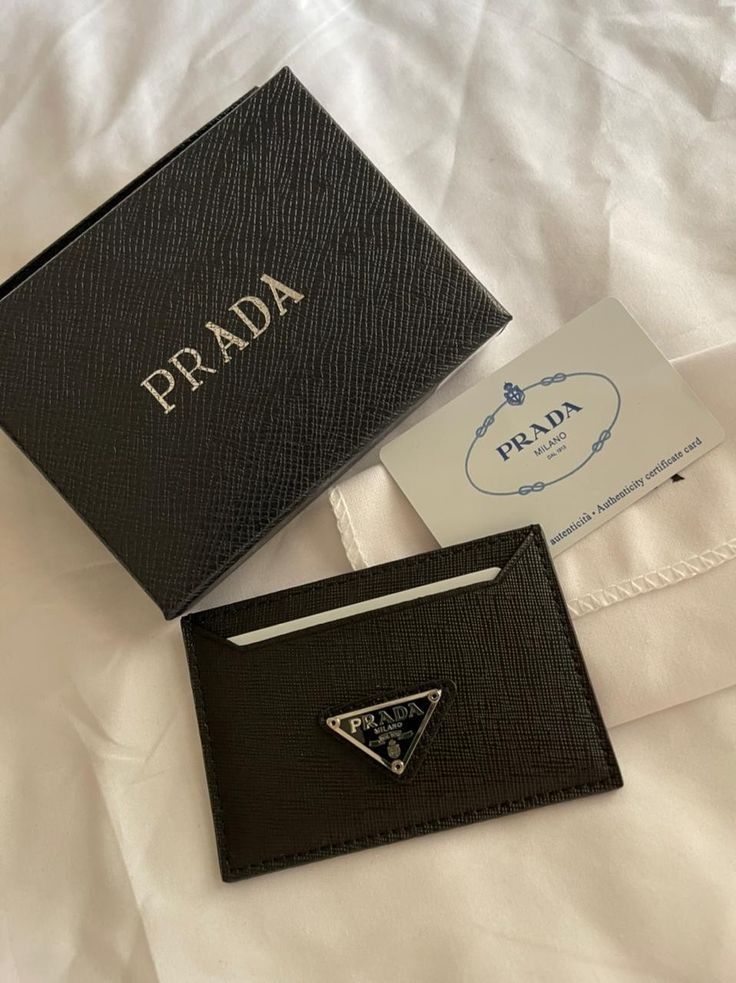 PRADA
PRADA
MILANO
DAL 1913
autenticità • Authenticity certificate card
PRADA
MILANO